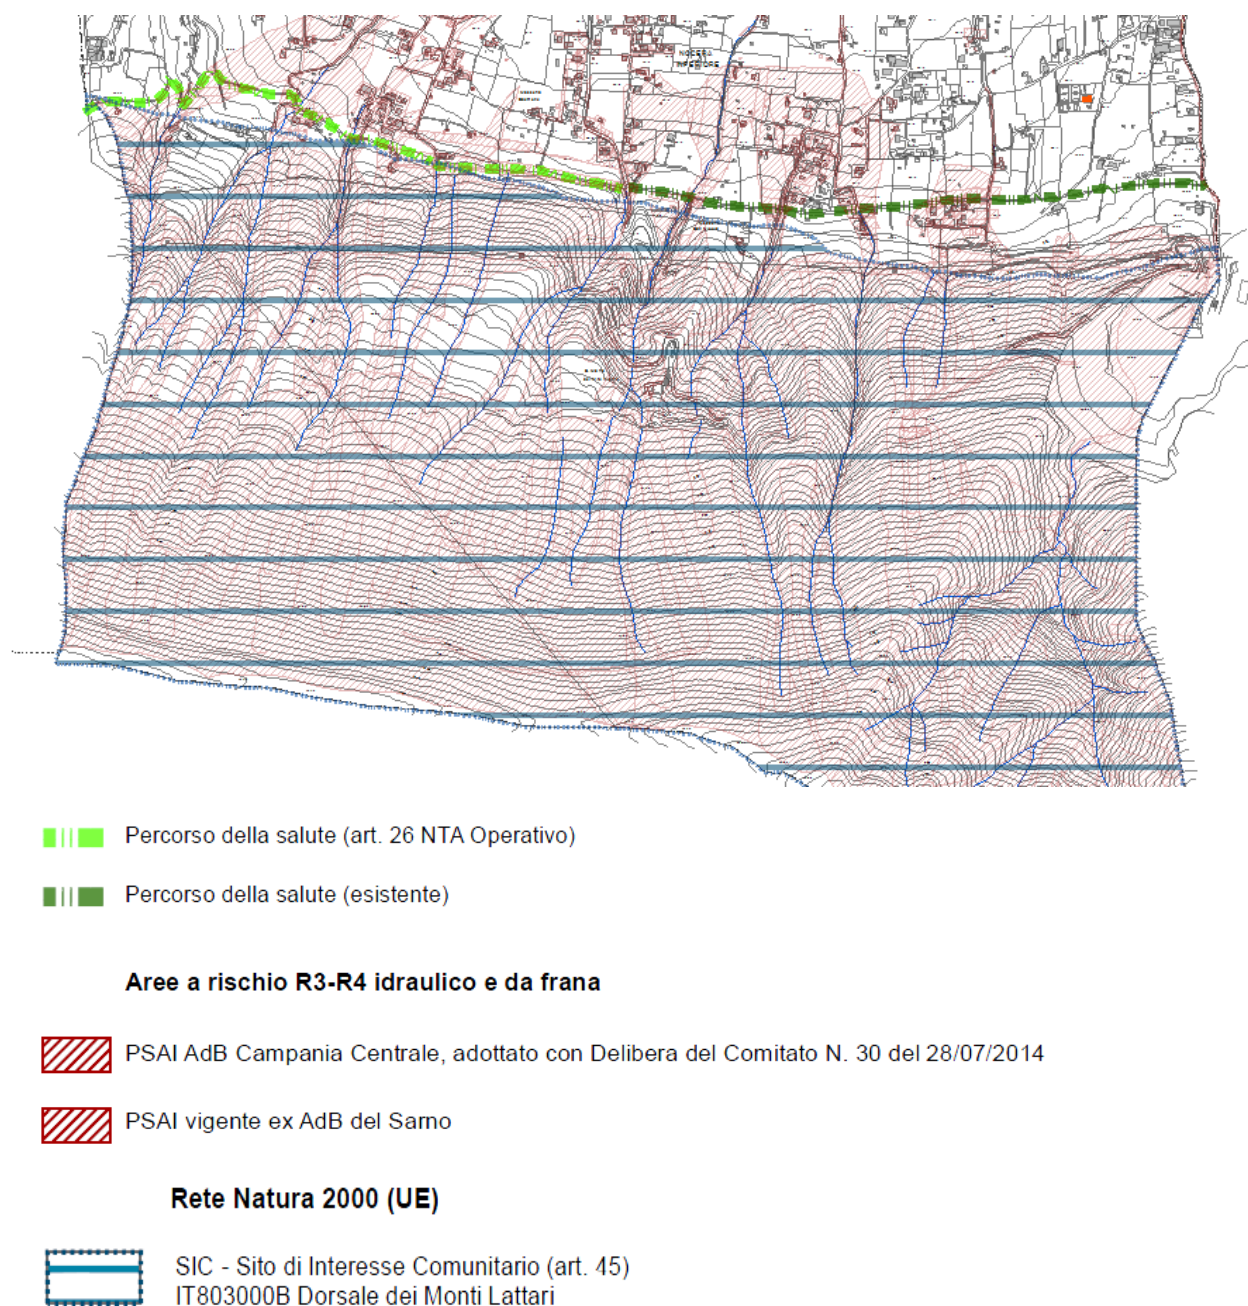 NOCERA
INFERIORE
Percorso della salute (art. 26 NTA Operativo)
Percorso della salute (esistente)
Aree a rischio R3-R4 idraulico e da frana
PSAI AdB Campania Centrale, adottato con Delibera del Comitato N. 30 del 28/07/2014
PSAI vigente ex AdB del Sarno
Rete Natura 2000 (UE)
SIC - Sito di Interesse Comunitario (art. 45)
IT803000B Dorsale dei Monti Lattari